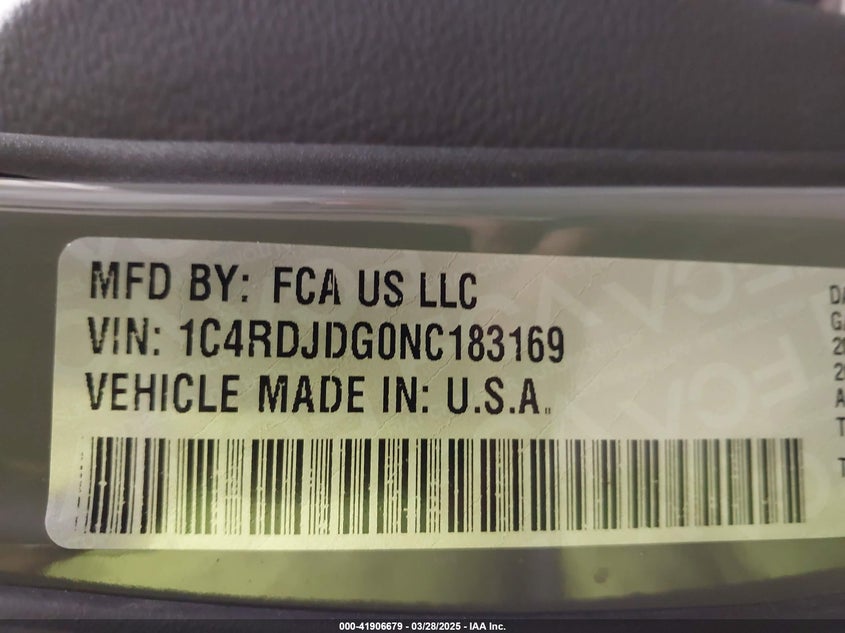 MFD BY: FCA US LLC
VIN: 1C4RDJDG0NC183169
VEHICLE MADE IN: U.S.A.
000-41906679 - 03/28/2025 - IAA Inc.